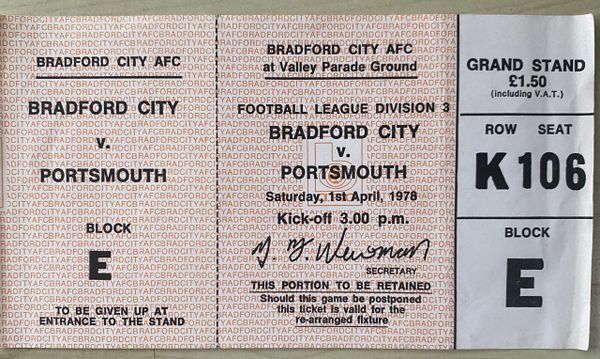 BRADFORD CITY AFC
BRADFORD CITY
v.
PORTSMOUTH
BLOCK
E
TO BE GIVEN UP AT
ENTRANCE TO THE STAND
BRADFORD CITY AFC
at Valley Parade Ground
FOOTBALL LEAGUE DIVISION 3
BRADFORD CITY
v.
PORTSMOUTH
Saturday, 1st April, 1978
Kick-off 3.00 p.m.
SECRETARY
THIS PORTION TO BE RETAINED
Should this game be postponed
this ticket is valid for the
re-arranged fixture
GRAND STAND
£1.50
(including V.A.T.)
ROW SEAT
K 106
BLOCK
E